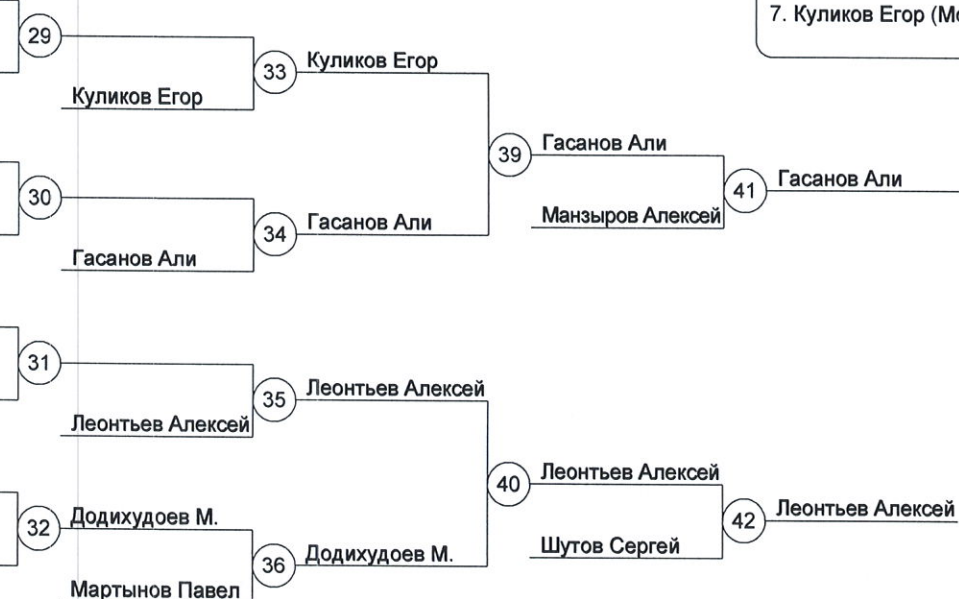 7. Куликов Егор (Мо
29
Куликов Егор
33
Куликов Егор
39
Гасанов Али
41
Гасанов Али
Манзыров Алексей
30
34
Гасанов Али
Гасанов Али
31
35
Леонтьев Алексей
Леонтьев Алексей
40
Леонтьев Алексей
42
Леонтьев Алексей
Шутов Сергей
32
Додихудоев М.
36
Додихудоев М.
Мартынов Павел